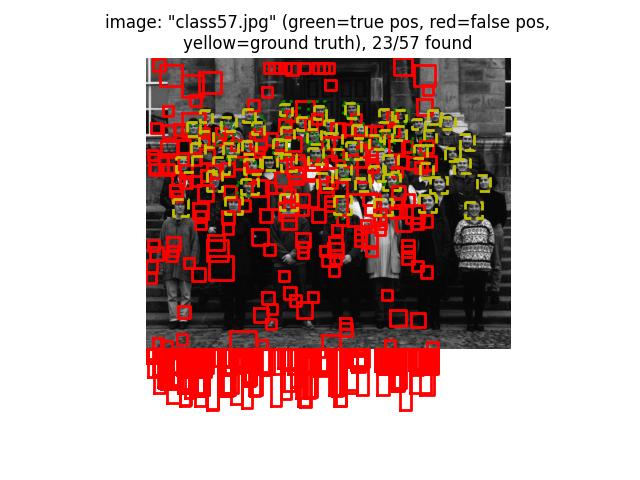 image: "class57.jpg" (green=true pos, red=false pos,
yellow=ground truth), 23/57 found